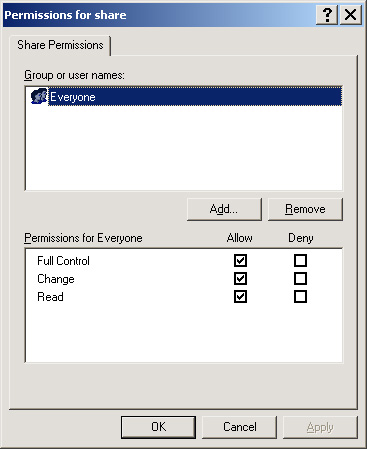 Permissions for share
Share Permissions
Group or user names:
Everyone
Add... Remove
Permissions for Everyone Allow Deny
Full Control
Change
Read
OK Cancel Apply